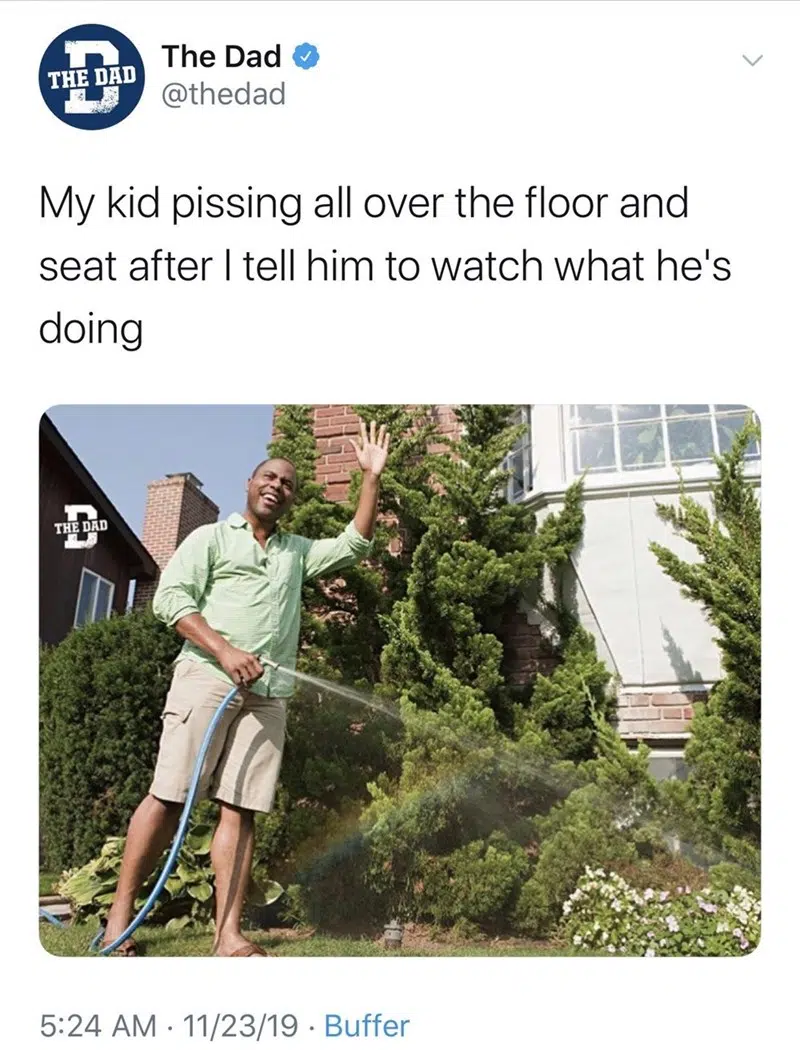 THE DAD
The Dad
@thedad
My kid pissing all over the floor and
seat after I tell him to watch what he's
doing
THE DAD
5:24 AM · 11/23/19 · Buffer